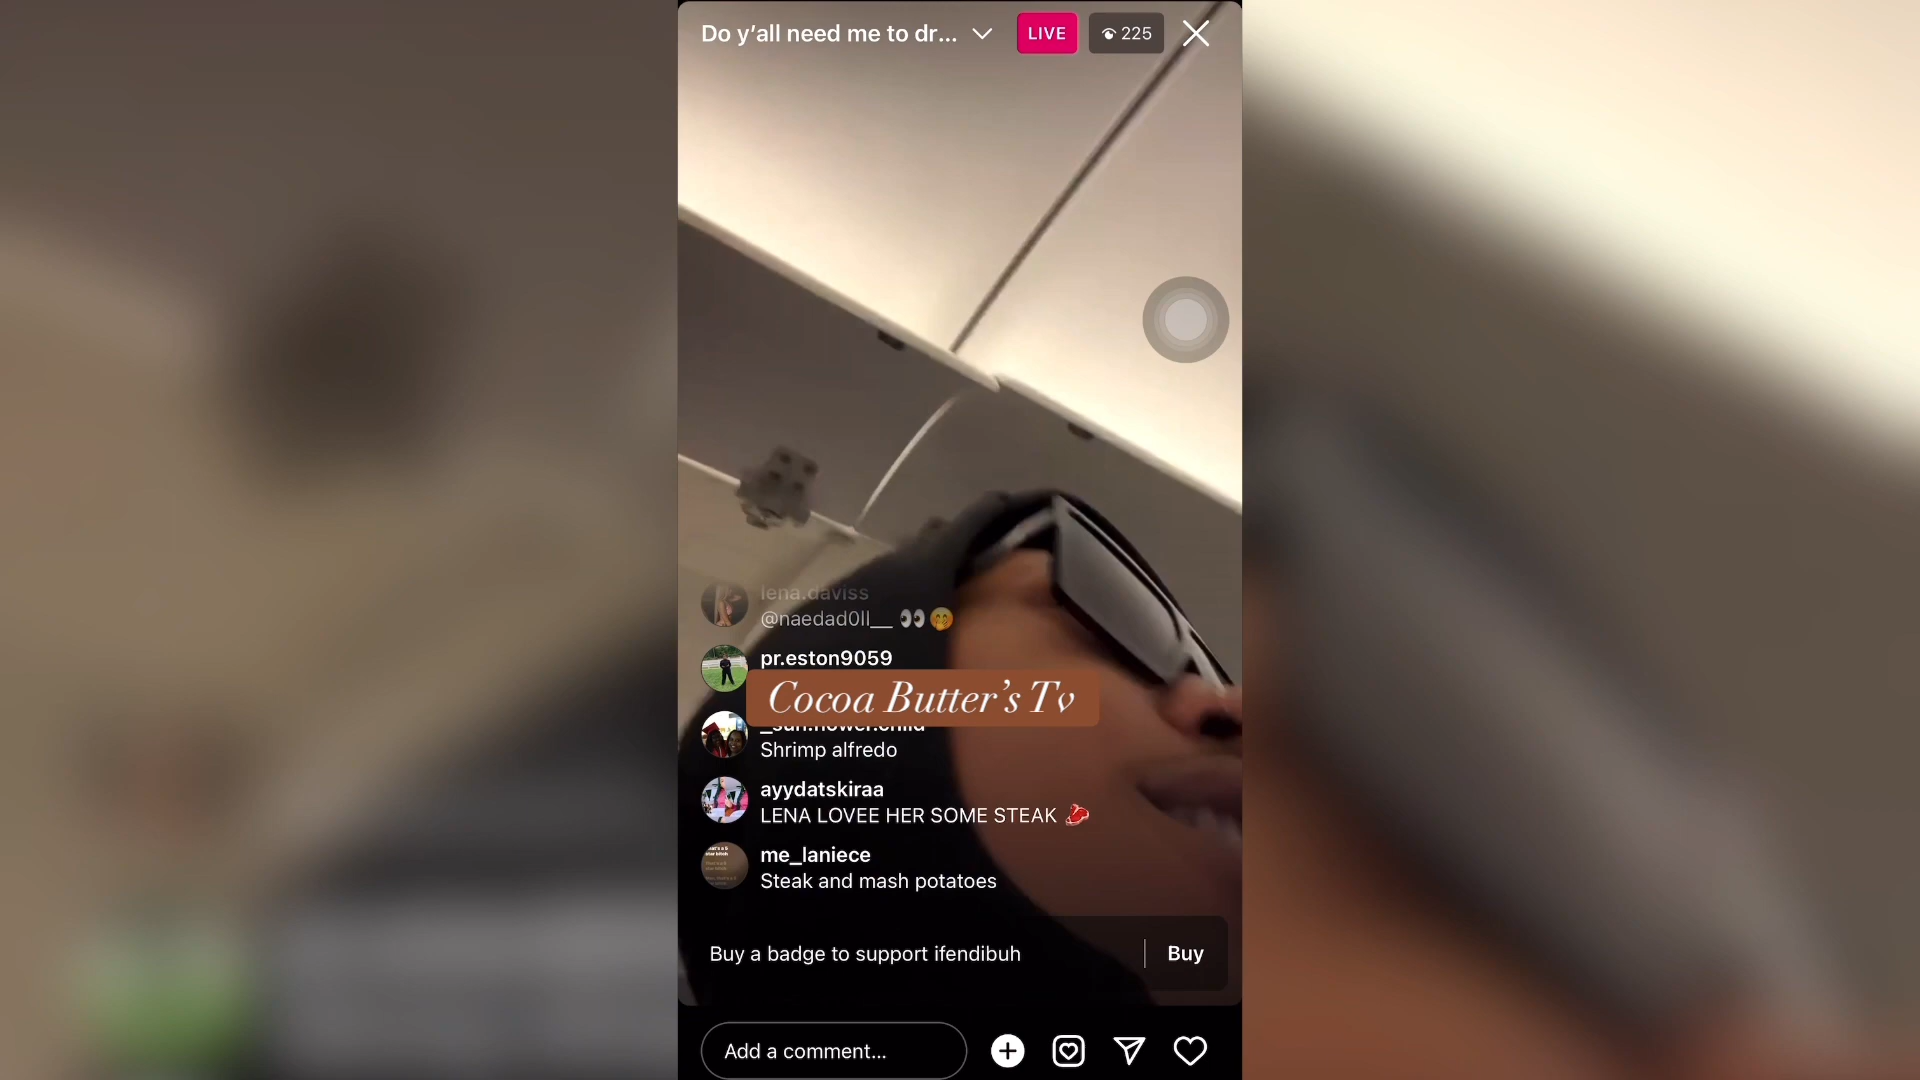 Do y'all need me to dr...
LIVE
225
lena.daviss
@naedad0ll__ 👀🤭
pr.eston9059
Cocoa Butter's Tv
Shrimp alfredo
ayydatskiraa
LENA LOVEE HER SOME STEAK 🥩
me_laniece
Steak and mash potatoes
Buy a badge to support ifendibuh
Buy
Add a comment...